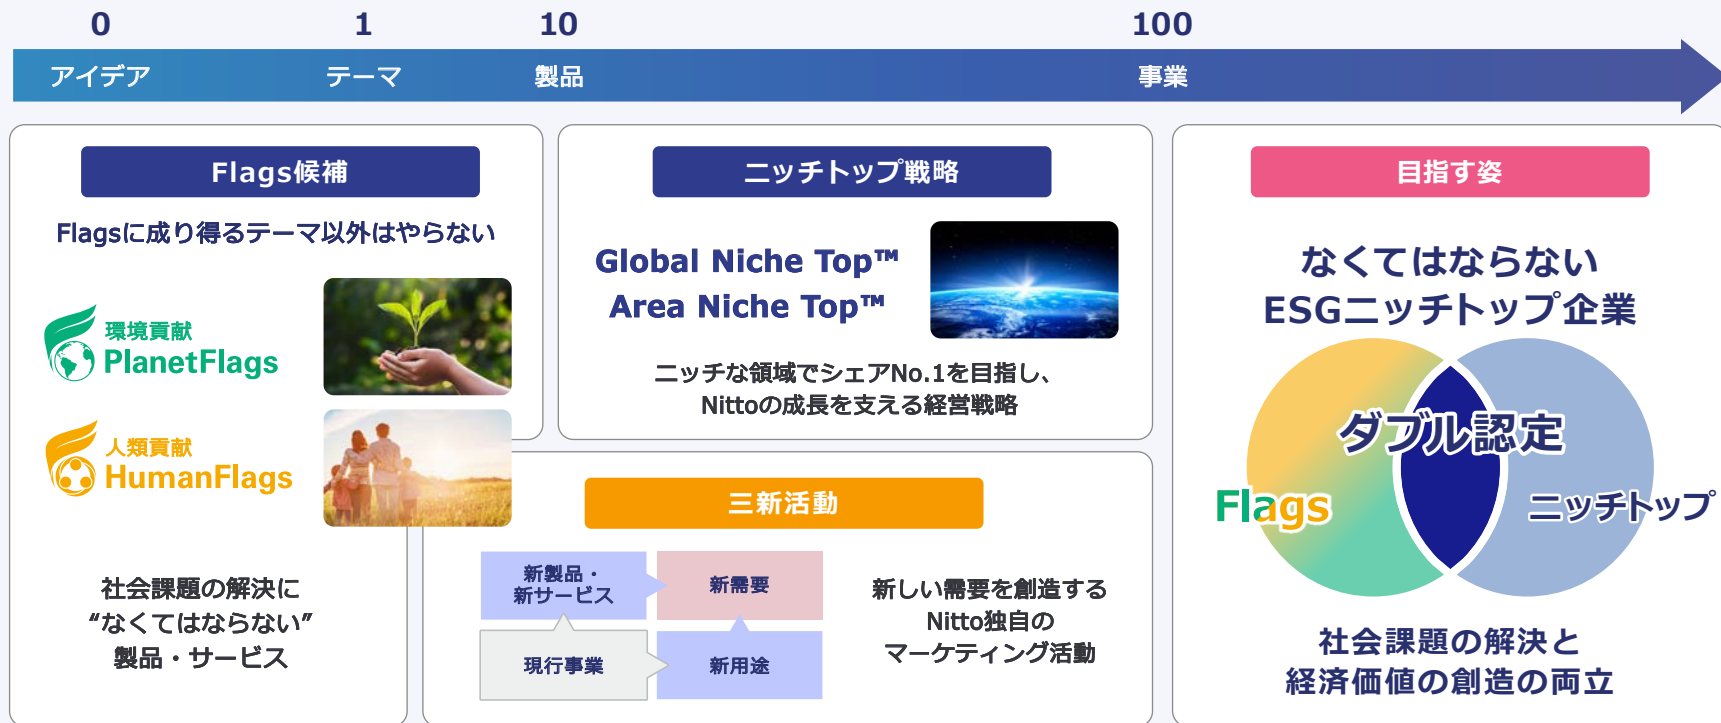 0
1
10
100
アイデア
テーマ
製品
事業
Flags候補
Flagsに成り得るテーマ以外はやらない
環境貢献
PlanetFlags
人類貢献
HumanFlags
社会課題の解決に
“なくてはならない”
製品・サービス
ニッチトップ戦略
Global Niche Top™
Area Niche Top™
ニッチな領域でシェアNo.1を目指し、
Nittoの成長を支える経営戦略
三新活動
新製品・
新サービス
新需要
現行事業
新用途
新しい需要を創造する
Nitto独自の
マーケティング活動
目指す姿
なくてはならない
ESGニッチトップ企業
ダブル認定
Flags
ニッチトップ
社会課題の解決と
経済価値の創造の両立